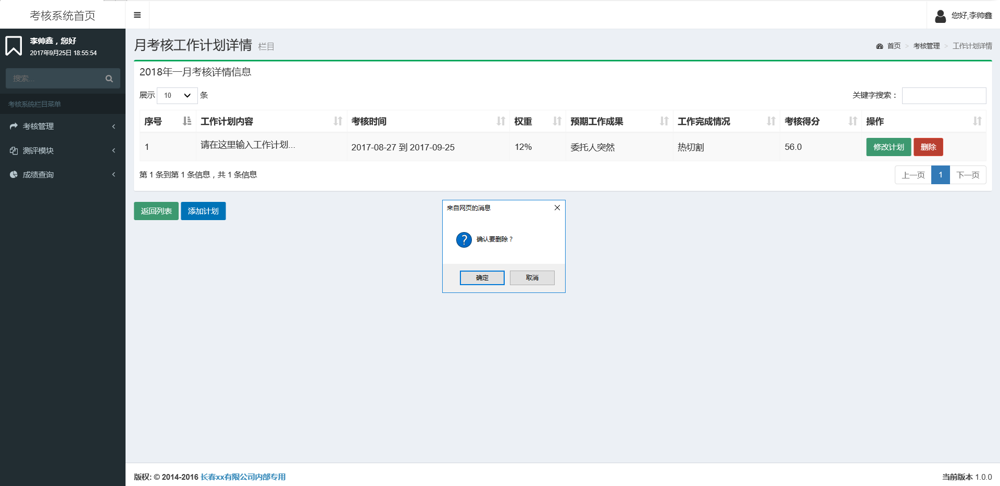 考核系统首页
您好,李帅鑫
李帅鑫，您好
2017年9月25日 18:55:54
搜索...
考核系统栏目菜单
考核管理
测评模块
成绩查询
月考核工作计划详情 栏目
首页 > 考核管理 > 工作计划详情
2018年一月考核详情信息
展示 10 条
关键字搜索：
序号 工作计划内容 考核时间 权重 预期工作成果 工作完成情况 考核得分 操作
1 请在这里输入工作计划... 2017-08-27 到 2017-09-25 12% 委托人突然 热切割 56.0 修改计划 删除
第 1 条到第 1 条信息，共 1 条信息
上一页 1 下一页
返回列表 添加计划
来自网页的消息
确认要删除？
确定 取消
版权: © 2014-2016 长春xx有限公司内部专用
当前版本 1.0.0